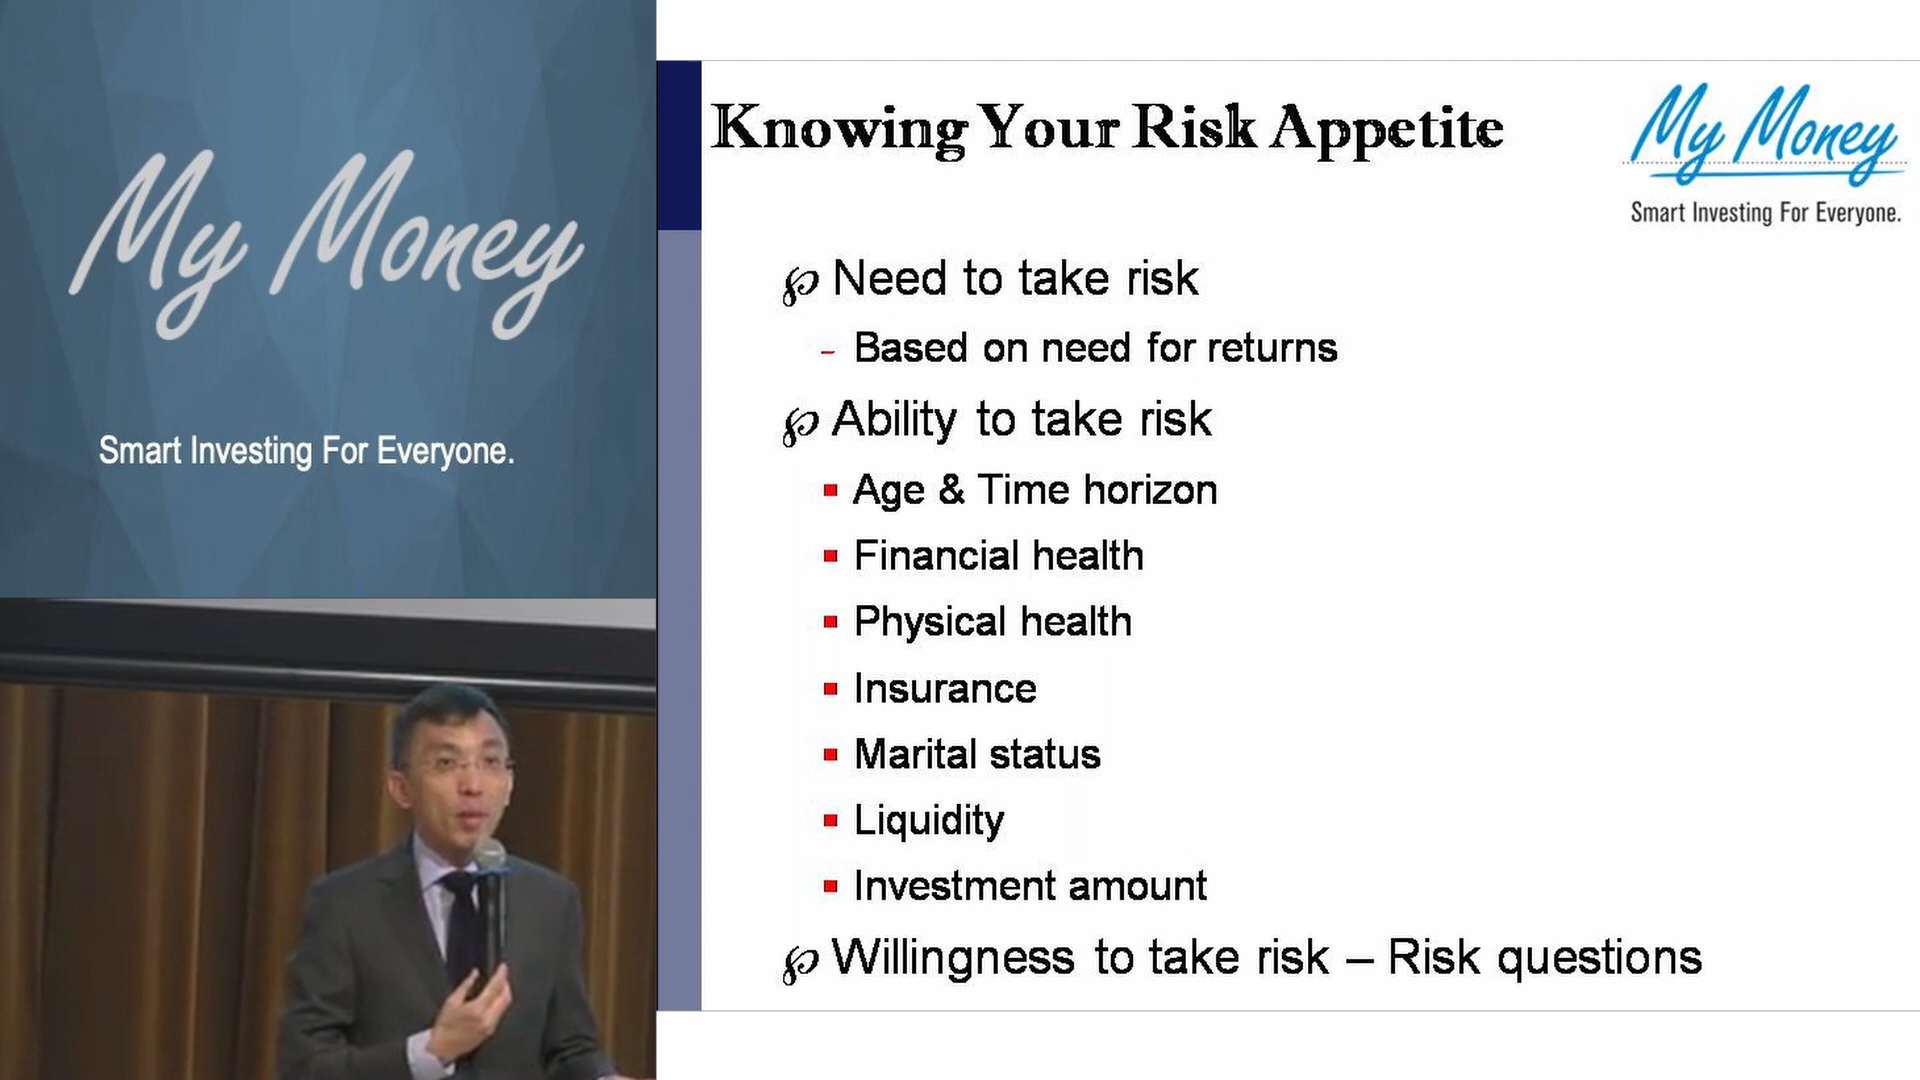 My Money
Smart Investing For Everyone.
Knowing Your Risk Appetite
My Money
Smart Investing For Everyone.
Need to take risk
- Based on need for returns
Ability to take risk
Age & Time horizon
Financial health
Physical health
Insurance
Marital status
Liquidity
Investment amount
Willingness to take risk – Risk questions